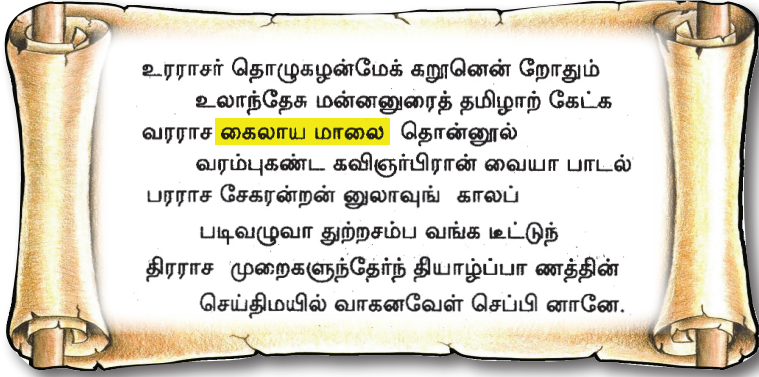 உரராசர் தொழுகழன்மேக் கறூனென் றோதும்
உலாந்தேசு மன்னனுரைத் தமிழாற் கேட்க
வரராச கைலாய மாலை தொன்னூல்
வரம்புகண்ட கவிஞர்பிரான் வையா பாடல்
பரராச சேகரன்றன் னுலாவுங் காலப்
படிவழுவா துற்றசம்ப வங்க டீட்டுந்
திரராச முறைகளுந்தேர்ந் தியாழ்ப்பா ணத்தின்
செய்திமயில் வாகனவேள் செப்பி னானே.